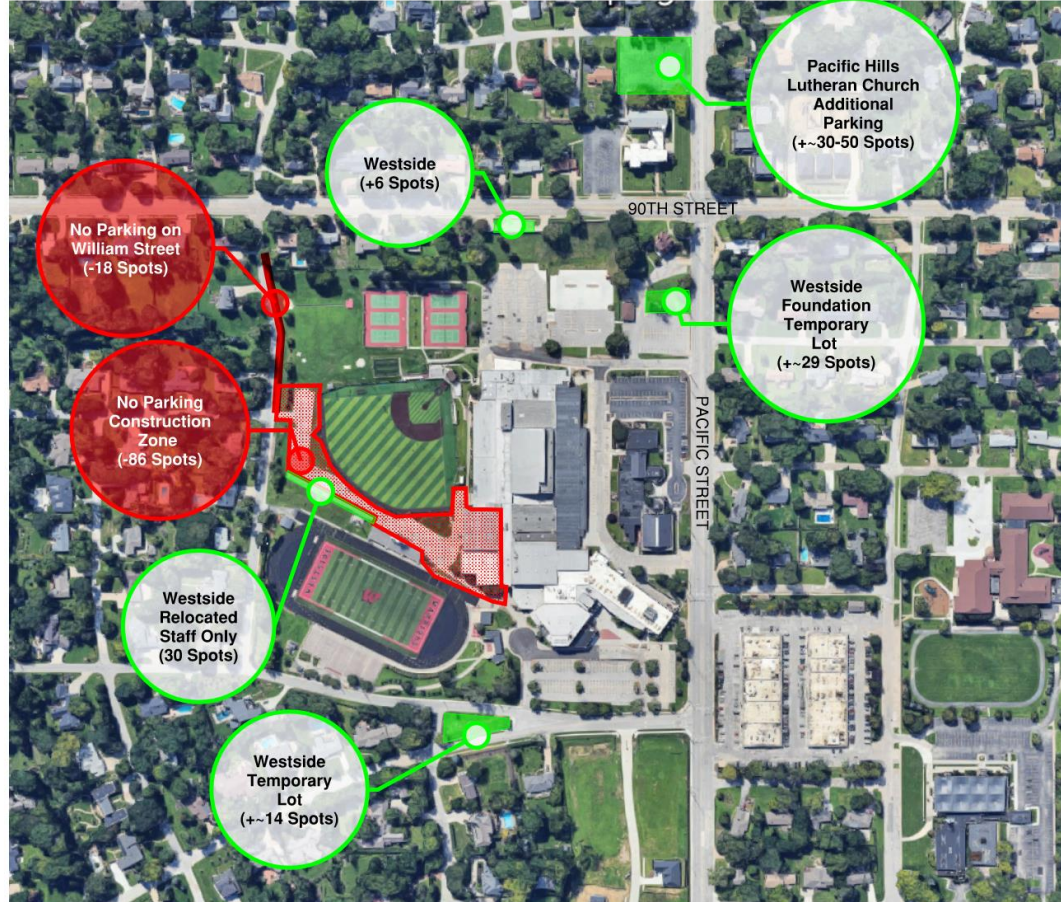 Pacific Hills
Lutheran Church
Additional
Parking
(+~30-50 Spots)
Westside
(+6 Spots)
90TH STREET
No Parking on
William Street
(-18 Spots)
Westside
Foundation
Temporary
Lot
(+~29 Spots)
No Parking
Construction
Zone
(-86 Spots)
PACIFIC STREET
WESTSIDE
W
WARRIORS
Westside
Relocated
Staff Only
(30 Spots)
Westside
Temporary
Lot
(+~14 Spots)